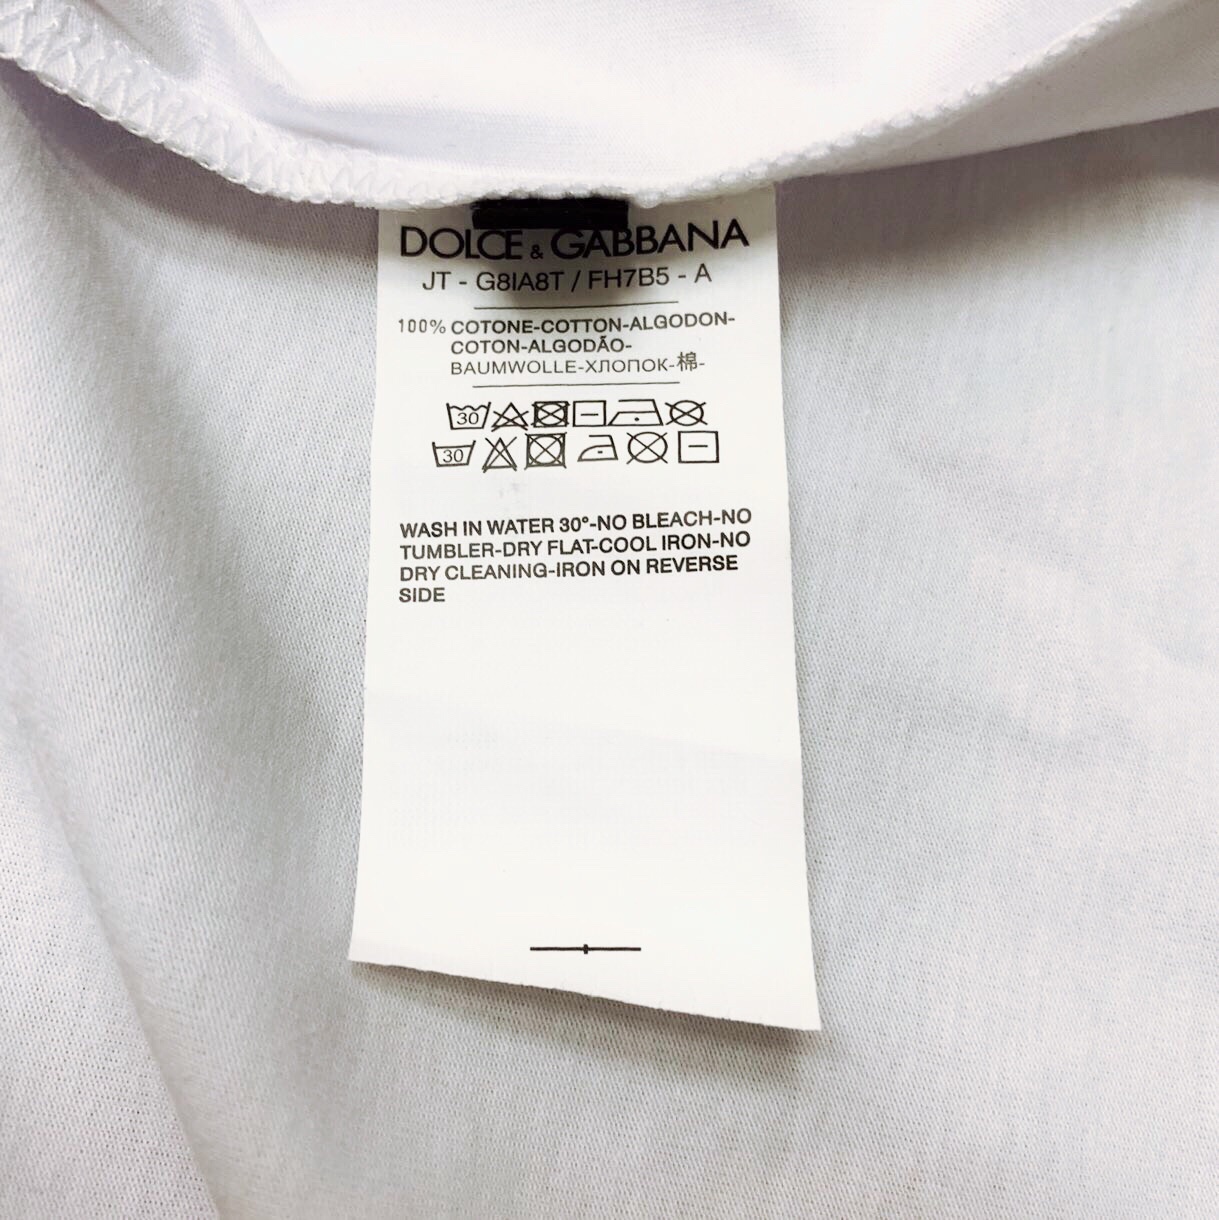 DOLCE & GABBANA
JT - G8IA8T / FH7B5 - A
100% COTONE-COTTON-ALGODON-
COTON-ALGODÃO-
BAUMWOLLE-ХЛОПОК-棉-
30
30
WASH IN WATER 30°-NO BLEACH-NO
TUMBLER-DRY FLAT-COOL IRON-NO
DRY CLEANING-IRON ON REVERSE
SIDE